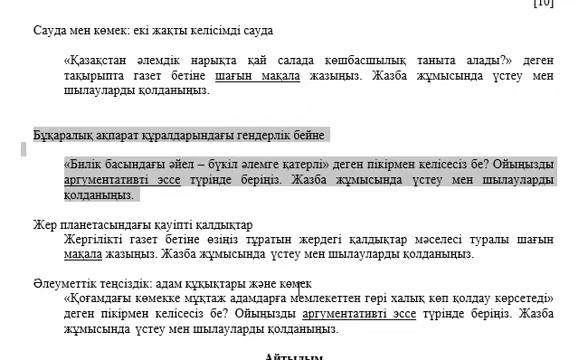 [10]
Сауда мен көмек: екі жақты келісімді сауда
«Қазақстан әлемдік нарықта қай салада көшбасшылық таныта алады?» деген
тақырыпта газет бетіне шағын мақала жазыңыз. Жазба жұмысында үстеу мен
шылауларды қолданыңыз.
Бұқаралық ақпарат құралдарындағы гендерлік бейне
«Билік басындағы әйел – бүкіл әлемге қатерлі» деген пікірмен келісесіз бе? Ойыңызды
аргументативті эссе түрінде беріңіз. Жазба жұмысында үстеу мен шылауларды
қолданыңыз.
Жер планетасындағы қауіпті қалдықтар
Жергілікті газет бетіне өзіңіз тұратын жердегі қалдықтар мәселесі туралы шағын
мақала жазыңыз. Жазба жұмысында үстеу мен шылауларды қолданыңыз.
Әлеуметтік теңсіздік: адам құқықтары және көмек
«Қоғамдағы көмекке мұқтаж адамдарға мемлекеттен гөрі халық көп қолдау көрсетеді»
деген пікірмен келісесіз бе? Ойыңызды аргументативті эссе түрінде беріңіз. Жазба
жұмысында үстеу мен шылауларды қолданыңыз.
Айтылым